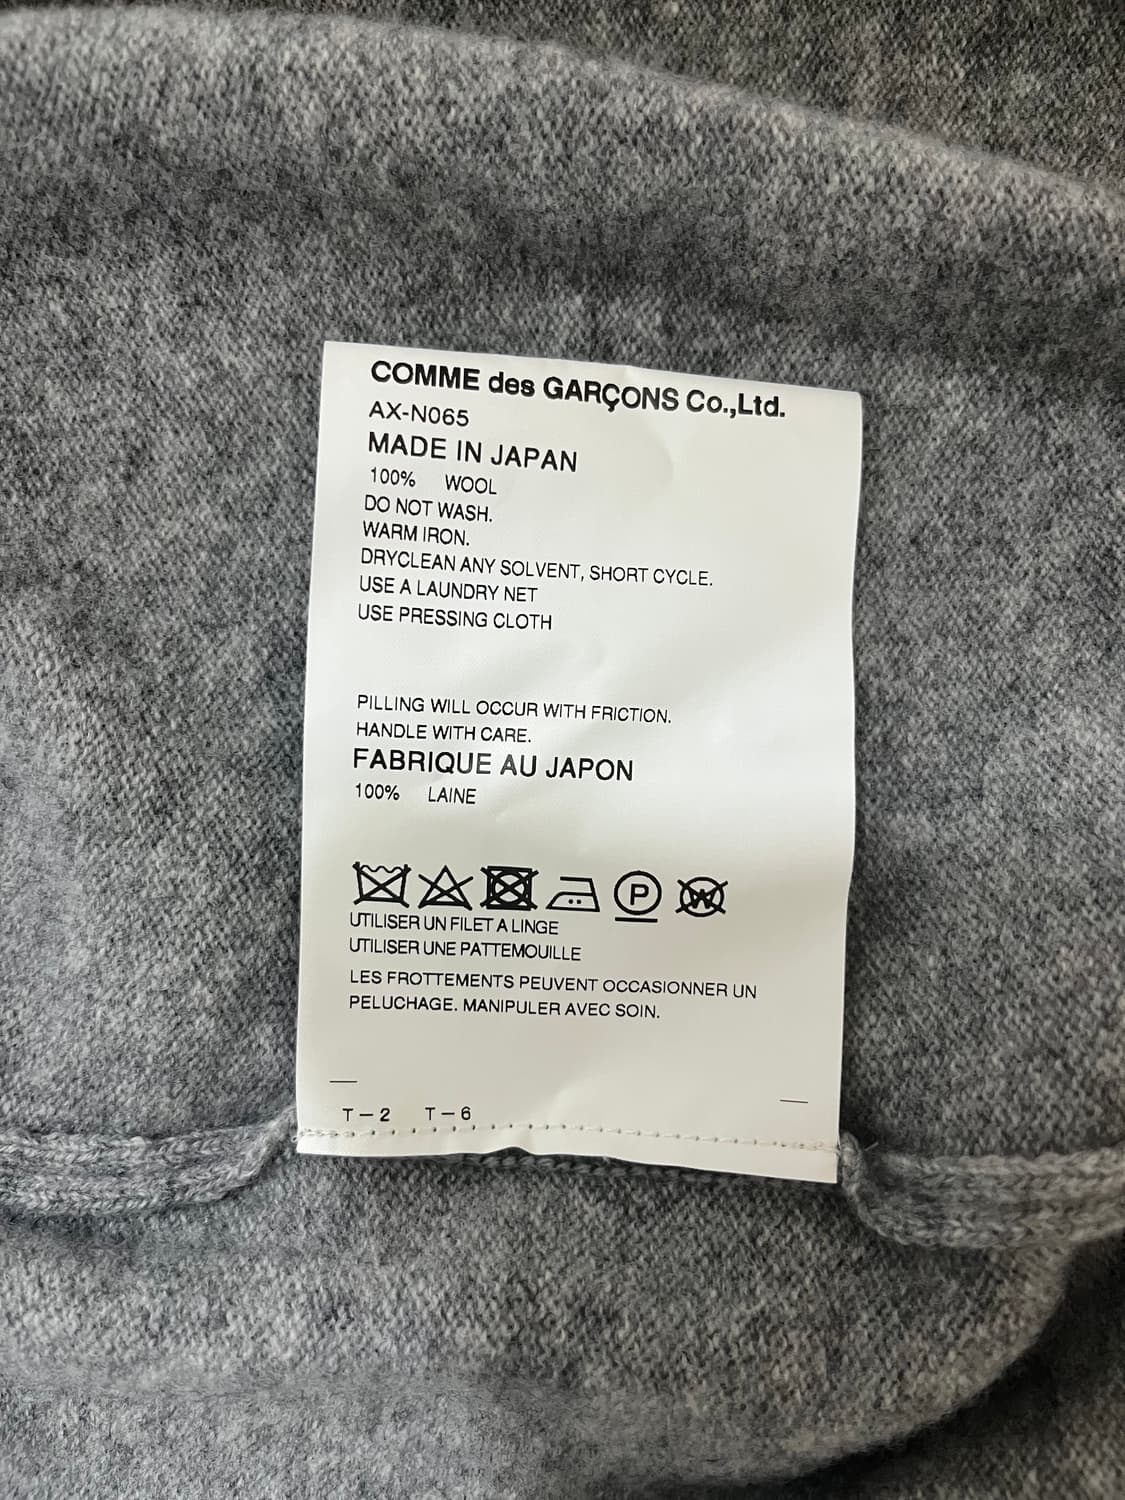 COMME des GARÇONS Co.,Ltd.
AX-N065
MADE IN JAPAN
100% WOOL
DO NOT WASH.
WARM IRON.
DRYCLEAN ANY SOLVENT, SHORT CYCLE.
USE A LAUNDRY NET
USE PRESSING CLOTH
PILLING WILL OCCUR WITH FRICTION.
HANDLE WITH CARE.
FABRIQUE AU JAPON
100% LAINE
P W
UTILISER UN FILET A LINGE
UTILISER UNE PATTEMOUILLE
LES FROTTEMENTS PEUVENT OCCASIONNER UN
PELUCHAGE. MANIPULER AVEC SOIN.
T－2 T－6